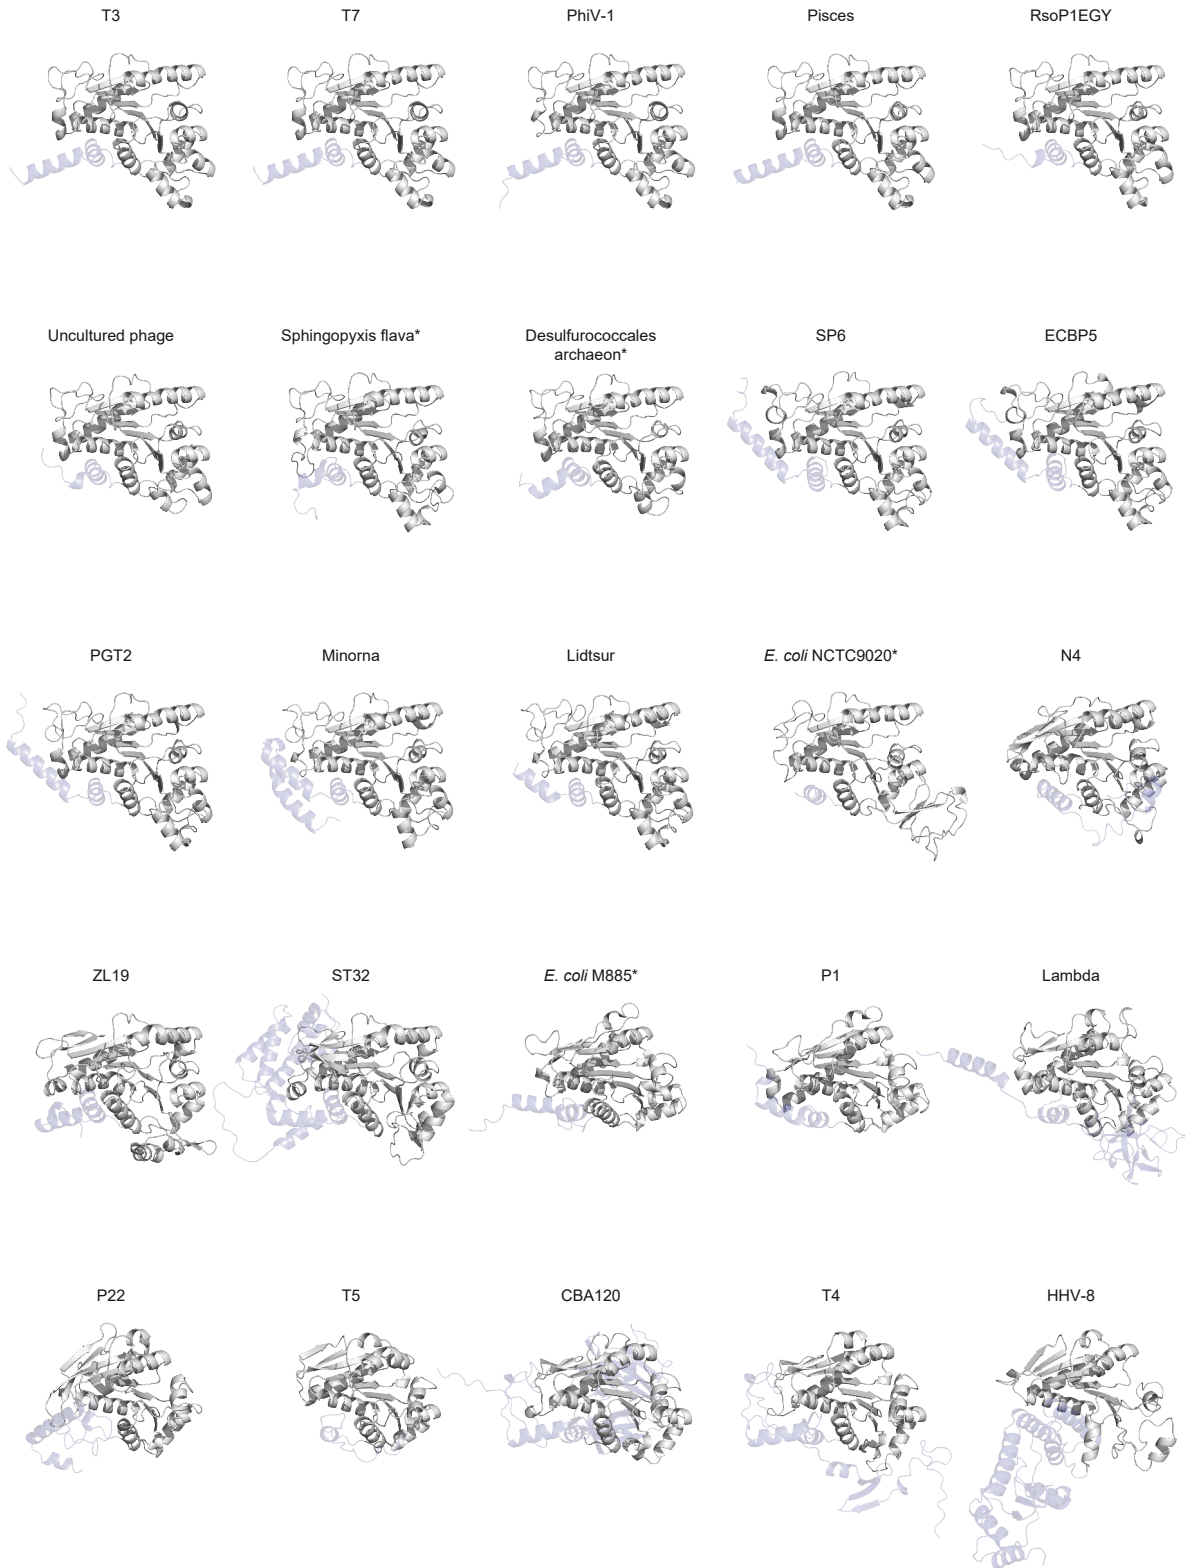 T3
T7
PhiV-1
Pisces
RsoP1EGY
Uncultured phage
Sphingopyxis flava*
Desulfurococcales
archaeon*
SP6
ECBP5
PGT2
Minorna
Lidtsur
E. coli NCTC9020*
N4
ZL19
ST32
E. coli M885*
P1
Lambda
P22
T5
CBA120
T4
HHV-8